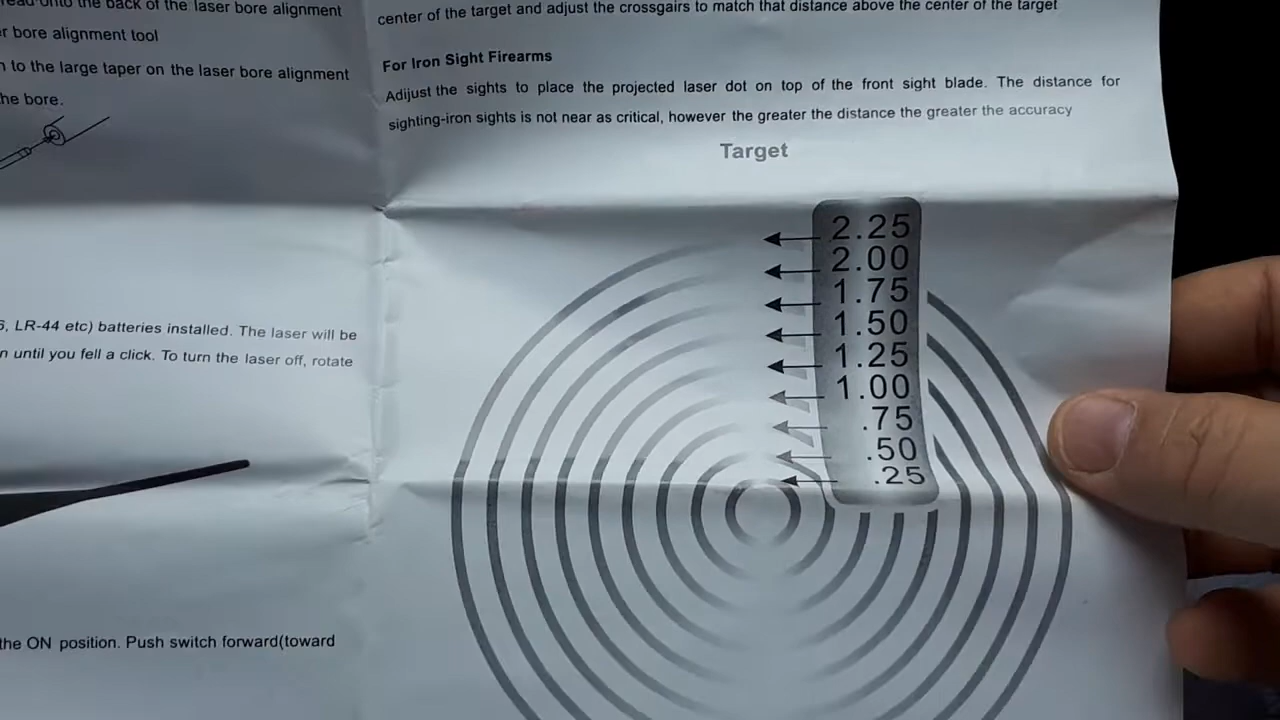 onto the back of the laser bore alignment
r bore alignment tool
to the large taper on the laser bore alignment
he bore.
, LR-44 etc) batteries installed. The laser will be
n until you fell a click. To turn the laser off, rotate
the ON position. Push switch forward(toward
center of the target and adjust the crossgairs to match that distance above the center of the target
For Iron Sight Firearms
Adijust the sights to place the projected laser dot on top of the front sight blade. The distance for
sighting-iron sights is not near as critical, however the greater the distance the greater the accuracy
Target
2.25
2.00
1.75
1.50
1.25
1.00
.75
.50
.25